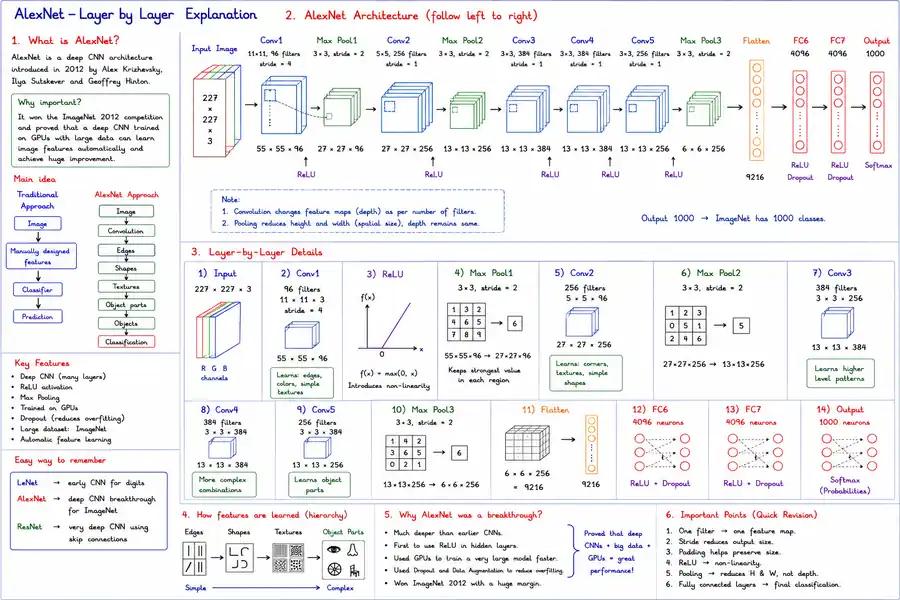 AlexNet – Layer by Layer Explanation
1. What is AlexNet?
AlexNet is a deep CNN architecture
introduced in 2012 by Alex Krizhevsky,
Ilya Sutskever and Geoffrey Hinton.
Why important?
It won the ImageNet 2012 competition
and proved that a deep CNN trained
on GPUs with large data can learn
image features automatically and
achieve huge improvement.
Main idea
Traditional
Approach
Image
Manually designed
features
Classifier
Prediction
AlexNet Approach
Image
Convolution
Edges
Shapes
Textures
Object parts
Objects
Classification
Key Features
• Deep CNN (many layers)
• ReLU activation
• Max Pooling
• Trained on GPUs
• Dropout (reduces overfitting)
• Large dataset: ImageNet
• Automatic feature learning
Easy way to remember
LeNet → early CNN for digits
AlexNet → deep CNN breakthrough
for ImageNet
ResNet → very deep CNN using
skip connections
2. AlexNet Architecture (follow left to right)
Input Image
227
×
227
×
3
Conv1
11×11, 96 filters
stride = 4
55 × 55 × 96
ReLU
Max Pool1
3×3, stride = 2
27 × 27 × 96
Conv2
5×5, 256 filters
stride = 1
27 × 27 × 256
ReLU
Max Pool2
3×3, stride = 2
13 × 13 × 256
Conv3
3×3, 384 filters
stride = 1
13 × 13 × 384
ReLU
Conv4
3×3, 384 filters
stride = 1
13 × 13 × 384
ReLU
Conv5
3×3, 256 filters
stride = 1
13 × 13 × 256
ReLU
Max Pool3
3×3, stride = 2
6 × 6 × 256
Flatten
9216
FC6
4096
ReLU
Dropout
FC7
4096
ReLU
Dropout
Output
1000
Softmax
Note:
1. Convolution changes feature maps (depth) as per number of filters.
2. Pooling reduces height and width (spatial size), depth remains same.
Output 1000 → ImageNet has 1000 classes.
3. Layer-by-Layer Details
1) Input
227 × 227 × 3
R G B
channels
2) Conv1
96 filters
11 × 11 × 3
stride = 4
55 × 55 × 96
Learns: edges,
colors, simple
textures
3) ReLU
f(x)
0
x
f(x) = max(0, x)
Introduces non-linearity
4) Max Pool1
3×3, stride = 2
1 3 2
4 6 5
7 8 9
6
55×55×96 → 27×27×96
Keeps strongest value
in each region
5) Conv2
256 filters
5 × 5 × 96
27 × 27 × 256
Learns: corners,
textures, simple
shapes
6) Max Pool2
3×3, stride = 2
1 2 3
0 5 1
2 4 6
5
27×27×256 → 13×13×256
7) Conv3
384 filters
3 × 3 × 256
13 × 13 × 384
Learns higher
level patterns
8) Conv4
384 filters
3 × 3 × 384
13 × 13 × 384
More complex
combinations
9) Conv5
256 filters
3 × 3 × 384
13 × 13 × 256
Learns object
parts
10) Max Pool3
3×3, stride = 2
1 4 2
3 6 5
0 2 1
6
13×13×256 → 6×6×256
11) Flatten
6 × 6 × 256
= 9216
9216
12) FC6
4096 neurons
ReLU + Dropout
13) FC7
4096 neurons
ReLU + Dropout
14) Output
1000 neurons
Softmax
(Probabilities)
4. How features are learned (hierarchy)
Edges
Shapes
Textures
Object Parts
Simple
Complex
5. Why AlexNet was a breakthrough?
• Much deeper than earlier CNNs.
• First to use ReLU in hidden layers.
• Used GPUs to train a very large model faster.
• Used Dropout and Data Augmentation to reduce overfitting.
• Won ImageNet 2012 with a huge margin.
Proved that deep
CNNs + big data +
GPUs = great
performance!
6. Important Points (Quick Revision)
1. One filter → one feature map.
2. Stride reduces output size.
3. Padding helps preserve size.
4. ReLU → non-linearity.
5. Pooling → reduces H & W, not depth.
6. Fully connected layers → final classification.